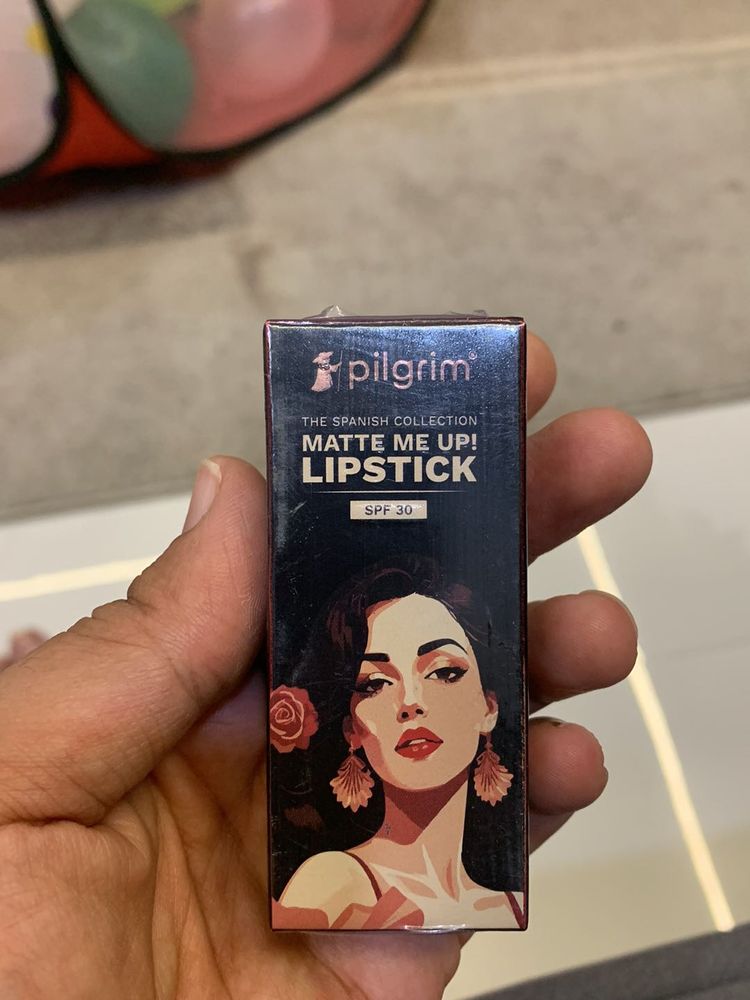 pilgrim®
THE SPANISH COLLECTION
MATTE ME UP!
LIPSTICK
SPF 30